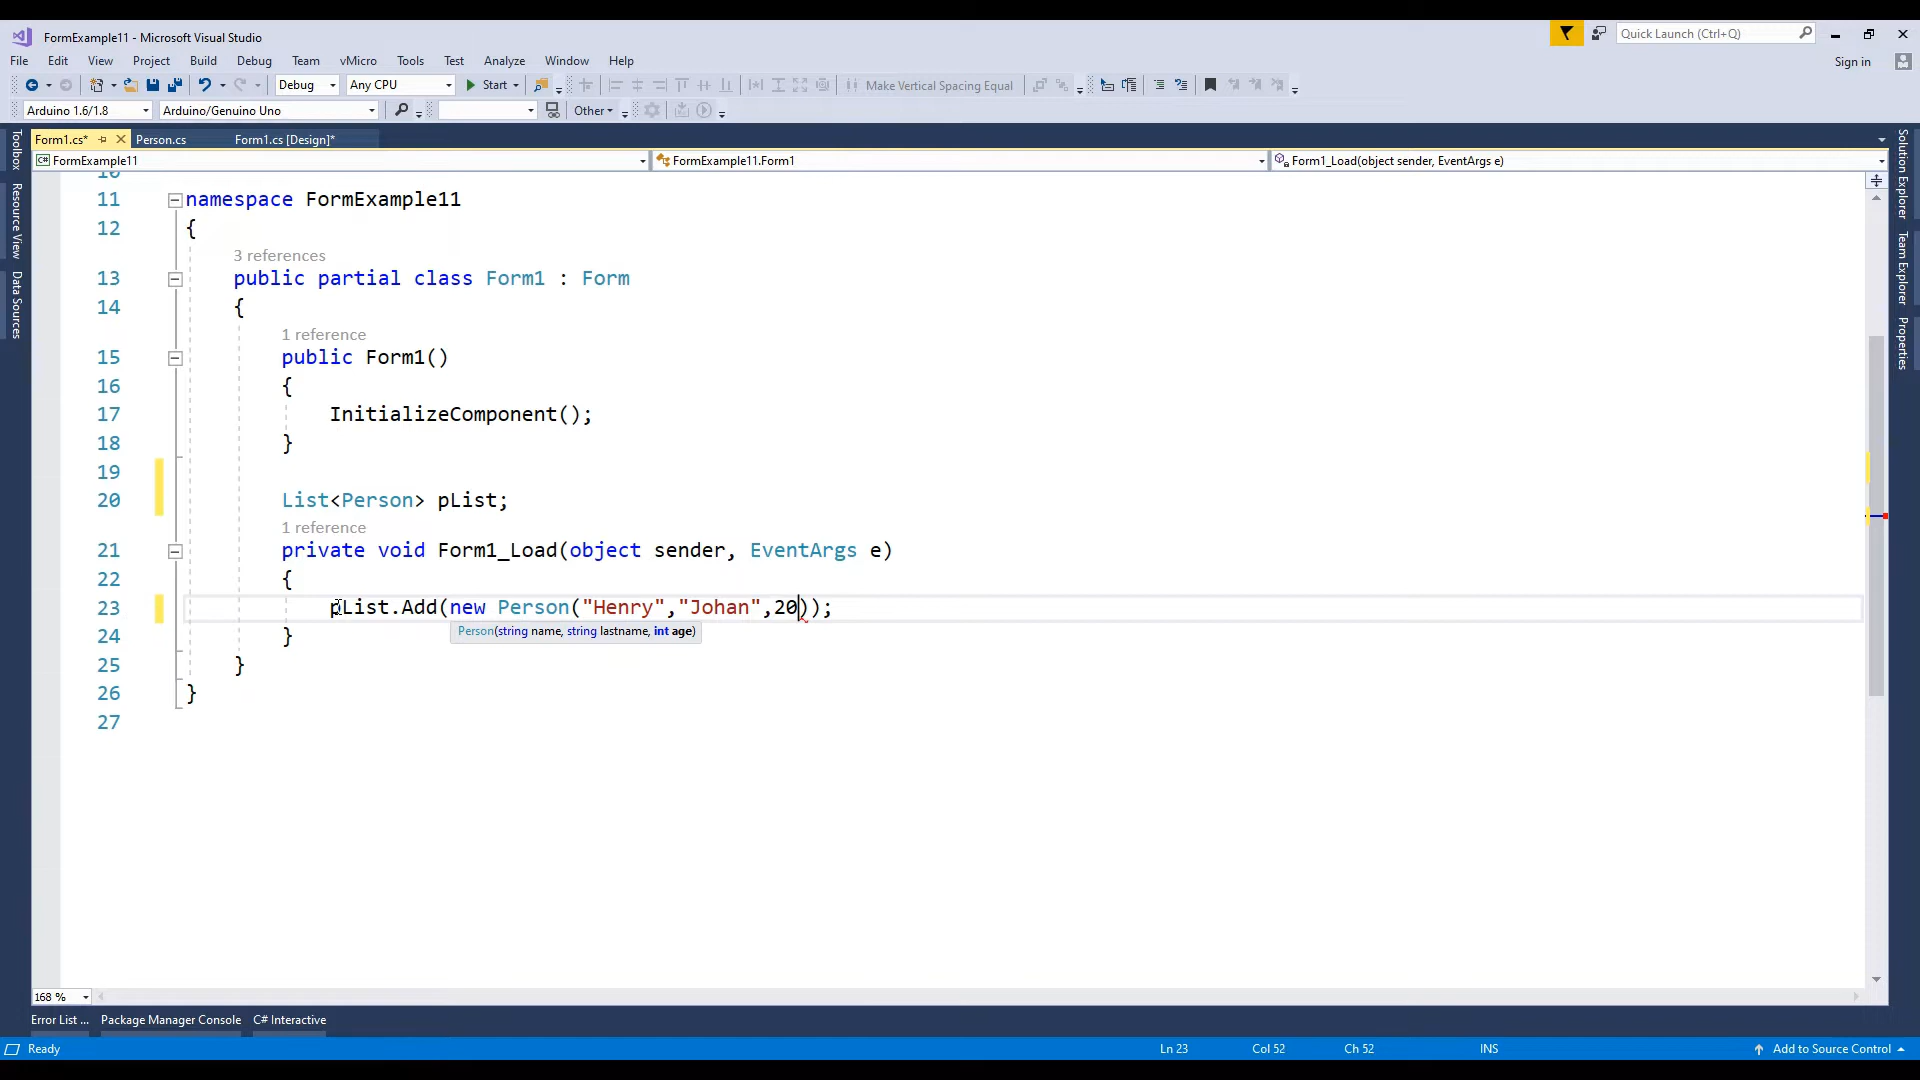 FormExample11 - Microsoft Visual Studio
Quick Launch (Ctrl+Q)
File Edit View Project Build Debug Team vMicro Tools Test Analyze Window Help
Sign in
Debug Any CPU Start Make Vertical Spacing Equal
Arduino 1.6/1.8 Arduino/Genuino Uno Other
Form1.cs* Person.cs Form1.cs [Design]*
C# FormExample11 FormExample11.Form1 Form1_Load(object sender, EventArgs e)
Toolbox
Resource View
Data Sources
Solution Explorer
Team Explorer
Properties
10
11 namespace FormExample11
12 {
3 references
13 public partial class Form1 : Form
14 {
1 reference
15 public Form1()
16 {
17 InitializeComponent();
18 }
19
20 List<Person> pList;
1 reference
21 private void Form1_Load(object sender, EventArgs e)
22 {
23 pList.Add(new Person("Henry","Johan",20));
Person(string name, string lastname, int age)
24 }
25 }
26 }
27
168 %
Error List ... Package Manager Console C# Interactive
Ready Ln 23 Col 52 Ch 52 INS Add to Source Control